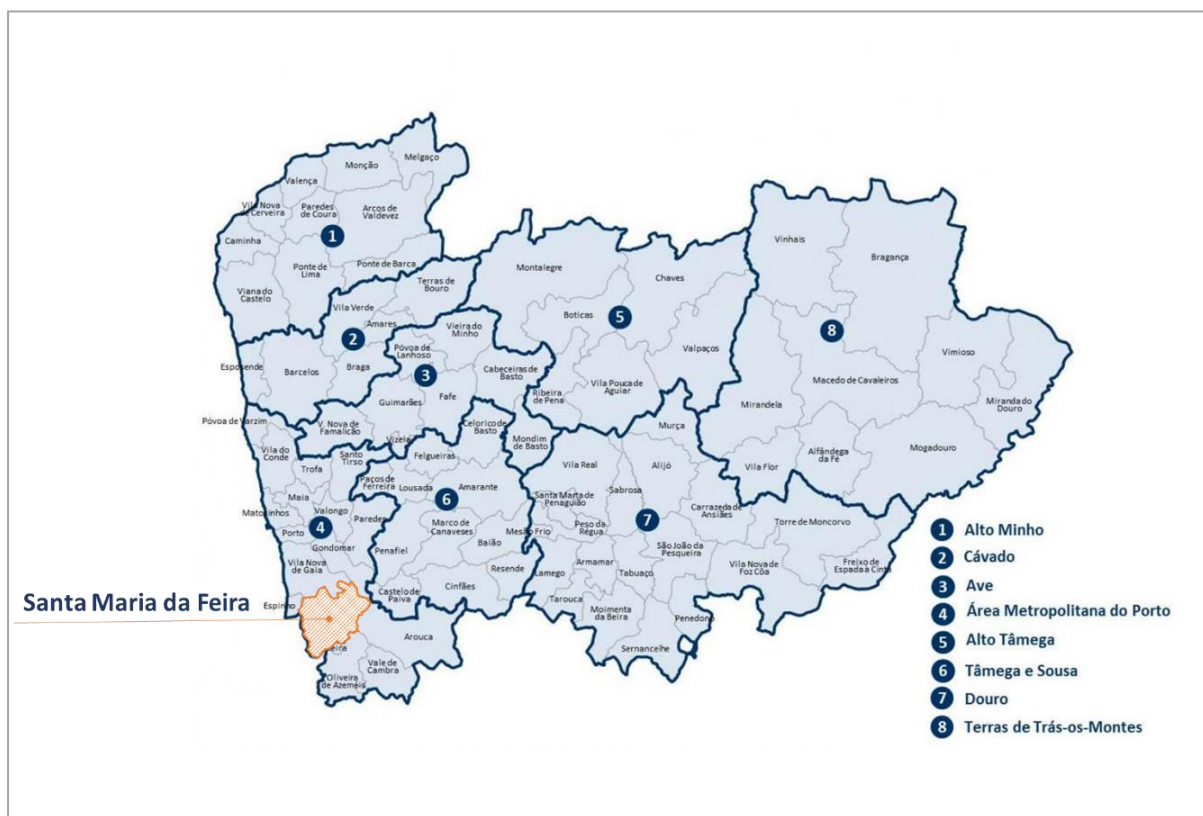 Melgaço
Monção
Valença
Vila Nova
de Cerveira
Paredes
de Coura
Arcos de
Valdevez
1
Caminha
Ponte de
Lima
Ponte de Barca
Viana do
Castelo
Terras de
Bouro
Vila Verde
Amares
2
Vieira do
Minho
Póvoa de
Lanhoso
Esposende
Barcelos
Braga
3
Cabeceiras de
Basto
Guimarães
Fafe
V. Nova de
Famalicão
Vizela
Celorico de
Basto
Mondim
de Basto
Montalegre
Chaves
Boticas
5
Valpaços
Vila Pouca de
Aguiar
Ribeira
de Pena
Vinhais
Bragança
8
Vimioso
Macedo de Cavaleiros
Miranda do
Douro
Mirandela
Mogadouro
Alfândega
da Fé
Vila Flor
Póvoa de Varzim
Vila do
Conde
Santo
Tirso
Trofa
Maia
Matosinhos
Valongo
Paredes
Porto
4
Gondomar
Vila Nova
de Gaia
Espinho
Paços de
Ferreira
Felgueiras
Lousada
6
Amarante
Marco de
Canaveses
Baião
Penafiel
Resende
Castelo de
Paiva
Cinfães
Murça
Vila Real
Alijó
Sabrosa
Santa Marta de
Penaguião
Carrazeda de
Ansiães
Mesão Frio
Peso da
Régua
7
Torre de Moncorvo
São João da
Pesqueira
Armamar
Lamego
Tabuaço
Vila Nova de
Foz Côa
Freixo de
Espada à Cinta
Tarouca
Moimenta
da Beira
Penedono
Sernancelhe
Santa Maria da Feira
eira
Arouca
Vale de
Cambra
Oliveira
de Azeméis
1 Alto Minho
2 Cávado
3 Ave
4 Área Metropolitana do Porto
5 Alto Tâmega
6 Tâmega e Sousa
7 Douro
8 Terras de Trás-os-Montes